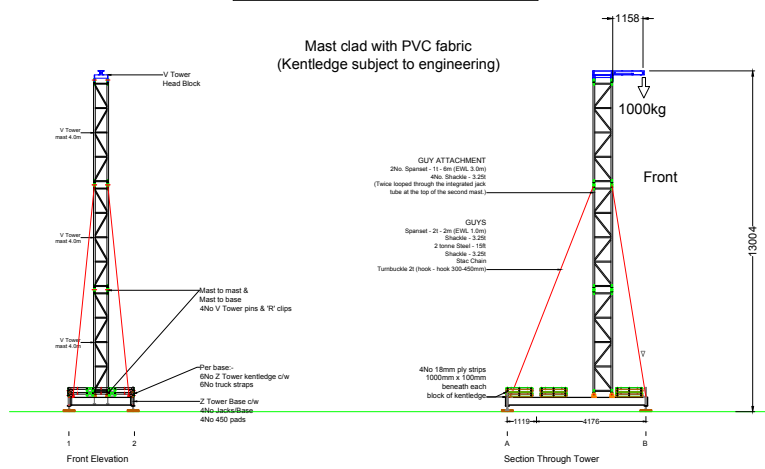 Mast clad with PVC fabric
(Kentledge subject to engineering)
1158
V Tower
Head Block
1000kg
V Tower
mast 4.0m
GUY ATTACHMENT
2No. Spanset - 1t - 6m (EWL 3.0m)
4No. Shackle - 3.25t
(Twice looped through the integrated jack
tube at the top of the second mast.)
Front
GUYS
Spanset - 2t - 2m (EWL 1.0m)
Shackle - 3.25t
2 tonne Steel - 15ft
Shackle - 3.25t
Stac Chain
Turnbuckle 2t (hook - hook 300-450mm)
13004
V Tower
mast 4.0m
Mast to mast &
Mast to base
4No V Tower pins & 'R' clips
V Tower
mast 4.0m
Per base:-
6No Z Tower kentledge c/w
6No truck straps
4No 18mm ply strips
1000mm x 100mm
beneath each
block of kentledge
Z Tower Base c/w
4No Jacks/Base
4No 450 pads
1119
4176
1
2
A
B
Front Elevation
Section Through Tower